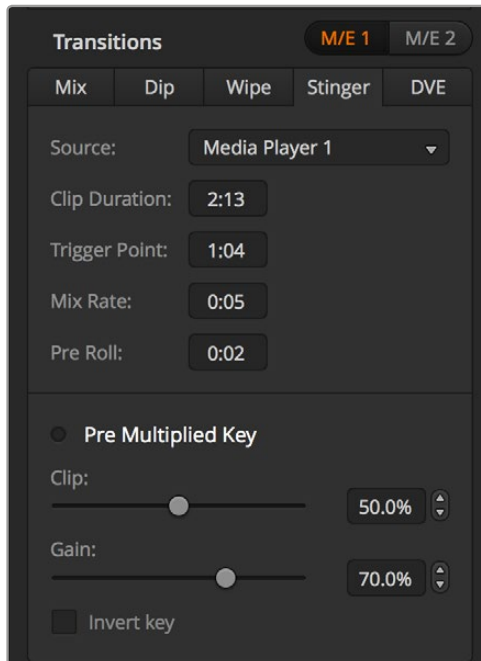 Transitions M/E 1 M/E 2
Mix Dip Wipe Stinger DVE
Source: Media Player 1
Clip Duration: 2:13
Trigger Point: 1:04
Mix Rate: 0:05
Pre Roll: 0:02
Pre Multiplied Key
Clip:
50.0%
Gain:
70.0%
Invert key